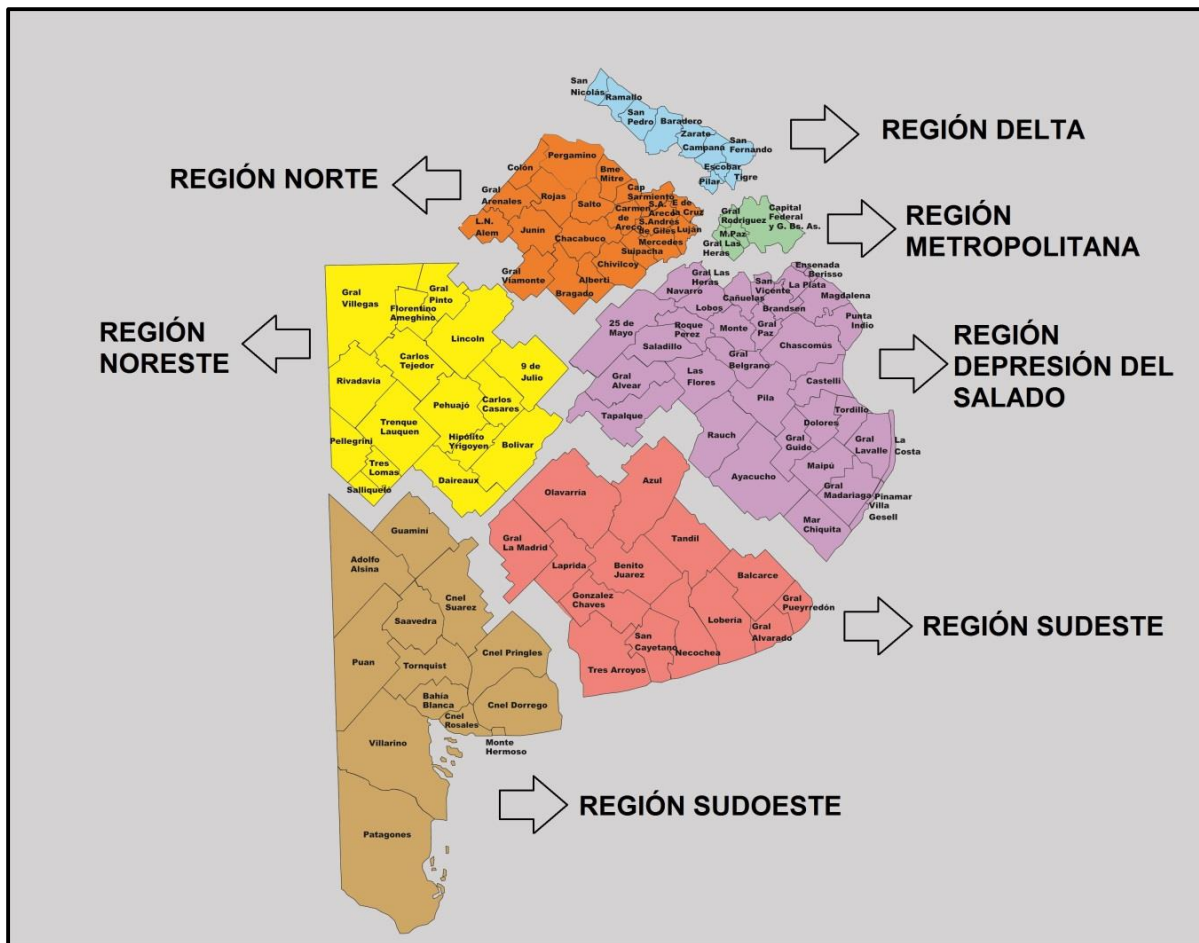 San
Nicolás
Ramallo
San
Pedro
Baradero
Zarate
Campana
San
Fernando
Escobar
Pilar
Tigre
REGIÓN DELTA
REGIÓN NORTE
Pergamino
Colón
Bme
Mitre
Gral
Arenales
Rojas
Salto
Cap
Sarmiento
S.A.
Areco
E de
la Cruz
Carmen
de
Areco
S.Andrés
de Giles
Luján
L.N.
Alem
Junín
Chacabuco
Mercedes
Suipacha
Chivilcoy
Gral
Viamonte
Alberti
Bragado
Gral
Rodriguez
Capital
Federal
y G. Bs. As.
M.Paz
Gral Las
Heras
REGIÓN
METROPOLITANA
REGIÓN
NORESTE
Gral
Villegas
Gral
Pinto
Florentino
Ameghino
Lincoln
Carlos
Tejedor
9 de
Julio
Rivadavia
Pehuajó
Carlos
Casares
Trenque
Lauquen
Hipólito
Yrigoyen
Bolivar
Pellegrini
Tres
Lomas
Salliqueló
Daireaux
Gral Las
Heras
Navarro
San
Vicente
Ensenada
Berisso
La Plata
Cañuelas
Lobos
Brandsen
Magdalena
Punta
Indio
25 de
Mayo
Roque
Pérez
Monte
Gral
Paz
Saladillo
Chascomús
Gral
Belgrano
Gral
Alvear
Las
Flores
Castelli
Pila
Tapalque
Tordillo
Dolores
Rauch
Gral
Guido
Gral
Lavalle
La
Costa
Ayacucho
Maipú
Gral
Madariaga
Pinamar
Villa
Gesell
Mar
Chiquita
REGIÓN
DEPRESIÓN DEL
SALADO
Azul
Olavarría
Gral
La Madrid
Tandil
Laprida
Benito
Juarez
Balcarce
Gonzalez
Chaves
Gral
Pueyrredón
Lobería
Gral
Alvarado
San
Cayetano
Necochea
Tres Arroyos
REGIÓN SUDESTE
Guaminí
Adolfo
Alsina
Cnel
Suarez
Saavedra
Cnel Pringles
Puan
Tornquist
Bahía
Blanca
Cnel Dorrego
Cnel
Rosales
Villarino
Monte
Hermoso
Patagones
REGIÓN SUDOESTE